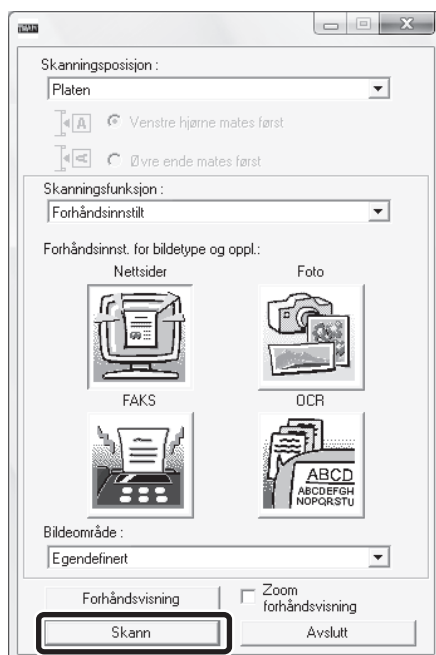 Skanningsposisjon :
Platen
A Venstre hjørne mates først
A Øvre ende mates først
Skanningsfunksjon :
Forhåndsinnstilt
Forhåndsinnst. for bildetype og oppl.:
Nettsider Foto
FAKS OCR
ABCD
ABCDEFGH
NOPQRSTU
Bildeområde :
Egendefinert
Forhåndsvisning
Zoom
forhåndsvisning
Skann Avslutt